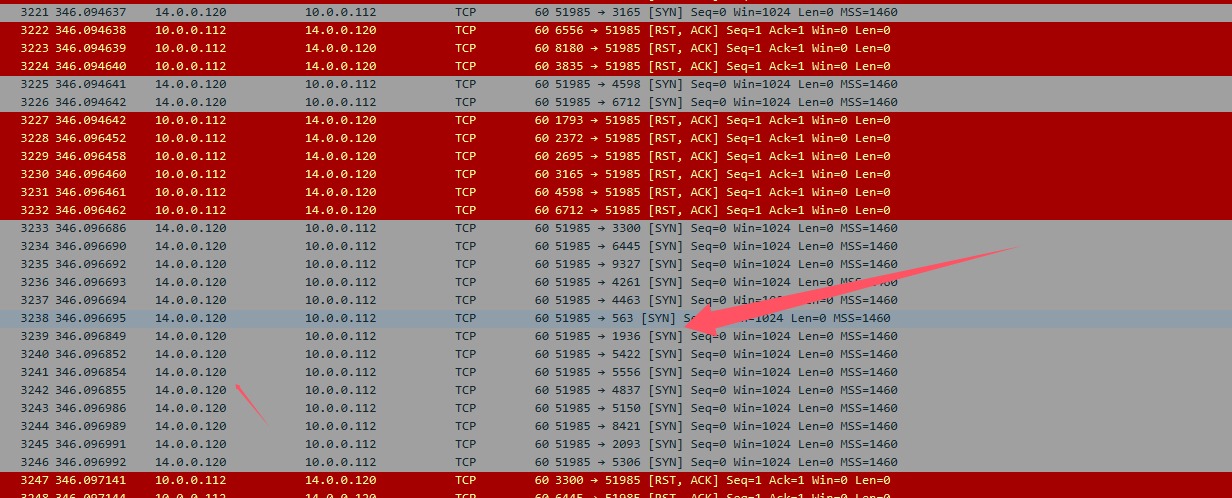 3221 346.094637 14.0.0.120 10.0.0.112 TCP 60 51985 → 3165 [SYN] Seq=0 Win=1024 Len=0 MSS=1460
3222 346.094638 10.0.0.112 14.0.0.120 TCP 60 6556 → 51985 [RST, ACK] Seq=1 Ack=1 Win=0 Len=0
3223 346.094639 10.0.0.112 14.0.0.120 TCP 60 8180 → 51985 [RST, ACK] Seq=1 Ack=1 Win=0 Len=0
3224 346.094640 10.0.0.112 14.0.0.120 TCP 60 3835 → 51985 [RST, ACK] Seq=1 Ack=1 Win=0 Len=0
3225 346.094641 14.0.0.120 10.0.0.112 TCP 60 51985 → 4598 [SYN] Seq=0 Win=1024 Len=0 MSS=1460
3226 346.094642 14.0.0.120 10.0.0.112 TCP 60 51985 → 6712 [SYN] Seq=0 Win=1024 Len=0 MSS=1460
3227 346.094642 10.0.0.112 14.0.0.120 TCP 60 1793 → 51985 [RST, ACK] Seq=1 Ack=1 Win=0 Len=0
3228 346.096452 10.0.0.112 14.0.0.120 TCP 60 2372 → 51985 [RST, ACK] Seq=1 Ack=1 Win=0 Len=0
3229 346.096458 10.0.0.112 14.0.0.120 TCP 60 2695 → 51985 [RST, ACK] Seq=1 Ack=1 Win=0 Len=0
3230 346.096460 10.0.0.112 14.0.0.120 TCP 60 3165 → 51985 [RST, ACK] Seq=1 Ack=1 Win=0 Len=0
3231 346.096461 10.0.0.112 14.0.0.120 TCP 60 4598 → 51985 [RST, ACK] Seq=1 Ack=1 Win=0 Len=0
3232 346.096462 10.0.0.112 14.0.0.120 TCP 60 6712 → 51985 [RST, ACK] Seq=1 Ack=1 Win=0 Len=0
3233 346.096686 14.0.0.120 10.0.0.112 TCP 60 51985 → 3300 [SYN] Seq=0 Win=1024 Len=0 MSS=1460
3234 346.096690 14.0.0.120 10.0.0.112 TCP 60 51985 → 6445 [SYN] Seq=0 Win=1024 Len=0 MSS=1460
3235 346.096692 14.0.0.120 10.0.0.112 TCP 60 51985 → 9327 [SYN] Seq=0 Win=1024 Len=0 MSS=1460
3236 346.096693 14.0.0.120 10.0.0.112 TCP 60 51985 → 4261 [SYN] Seq=0 Win=1024 Len=0 MSS=1460
3237 346.096694 14.0.0.120 10.0.0.112 TCP 60 51985 → 4463 [SYN] Seq=0 Win=1024 Len=0 MSS=1460
3238 346.096695 14.0.0.120 10.0.0.112 TCP 60 51985 → 563 [SYN] Len=0 MSS=1460
3239 346.096849 14.0.0.120 10.0.0.112 TCP 60 51985 → 1936 [SYN] Seq=0 Win=1024 Len=0 MSS=1460
3240 346.096852 14.0.0.120 10.0.0.112 TCP 60 51985 → 5422 [SYN] Seq=0 Win=1024 Len=0 MSS=1460
3241 346.096854 14.0.0.120 10.0.0.112 TCP 60 51985 → 5556 [SYN] Seq=0 Win=1024 Len=0 MSS=1460
3242 346.096855 14.0.0.120 10.0.0.112 TCP 60 51985 → 4837 [SYN] Seq=0 Win=1024 Len=0 MSS=1460
3243 346.096986 14.0.0.120 10.0.0.112 TCP 60 51985 → 5150 [SYN] Seq=0 Win=1024 Len=0 MSS=1460
3244 346.096989 14.0.0.120 10.0.0.112 TCP 60 51985 → 8421 [SYN] Seq=0 Win=1024 Len=0 MSS=1460
3245 346.096991 14.0.0.120 10.0.0.112 TCP 60 51985 → 2093 [SYN] Seq=0 Win=1024 Len=0 MSS=1460
3246 346.096992 14.0.0.120 10.0.0.112 TCP 60 51985 → 5306 [SYN] Seq=0 Win=1024 Len=0 MSS=1460
3247 346.097141 10.0.0.112 14.0.0.120 TCP 60 3300 → 51985 [RST, ACK] Seq=1 Ack=1 Win=0 Len=0
3248 346.097144 10.0.0.112 14.0.0.120 TCP 60 6445 → 51985 [RST, ACK] Seq=1 Ack=1 Win=0 Len=0